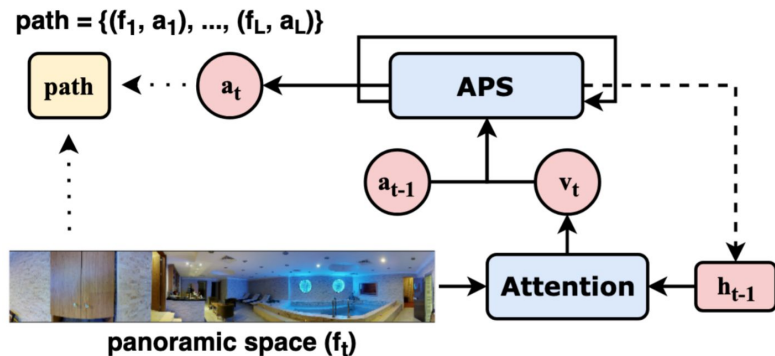 path = {(f1, a1), ..., (fL, aL)}
path
at
APS
at-1
vt
Attention
ht-1
panoramic space (ft)